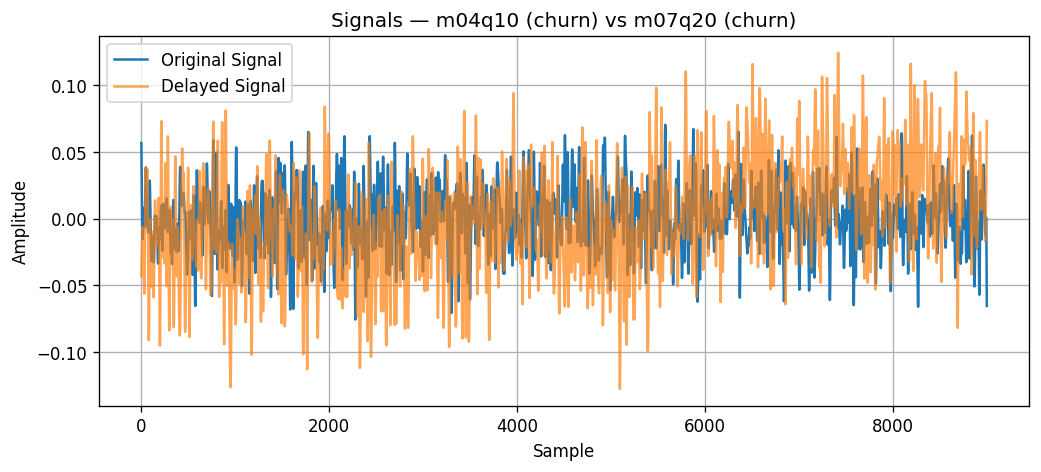 Signals — m04q10 (churn) vs m07q20 (churn)
Original Signal
Delayed Signal
Amplitude
0.10
0.05
0.00
−0.05
−0.10
0
2000
4000
6000
8000
Sample